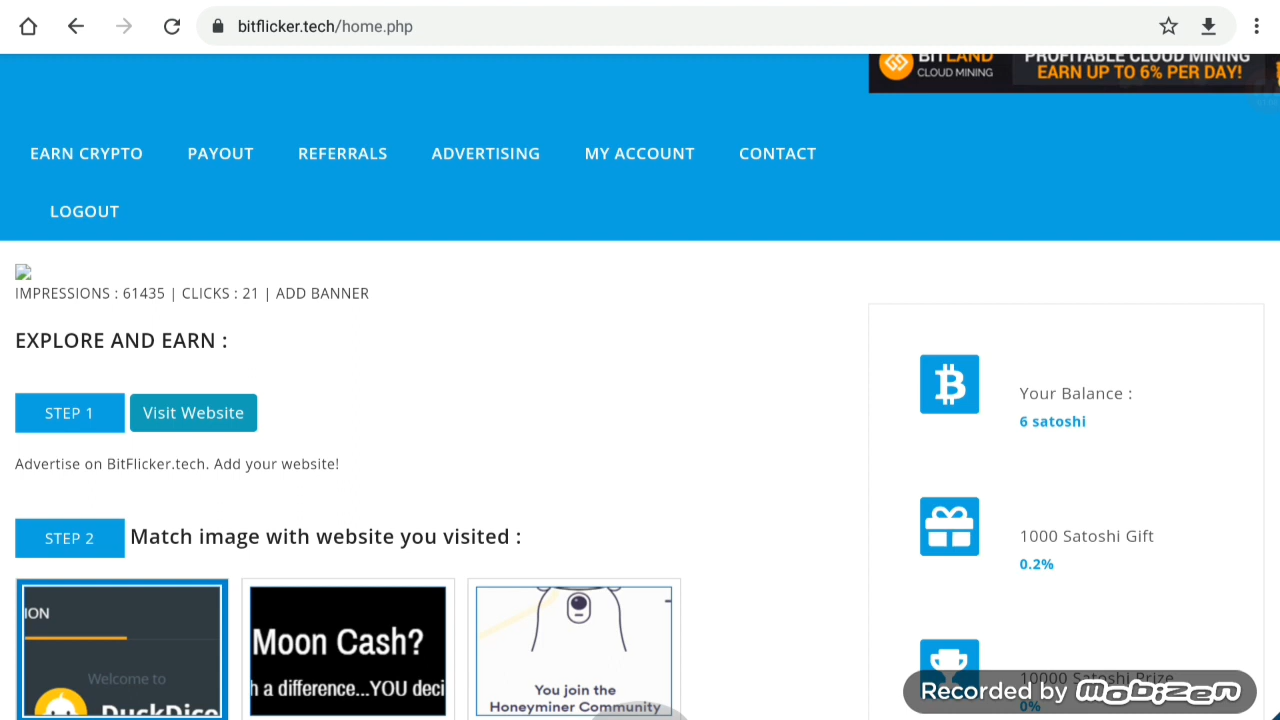 bitflicker.tech/home.php
BITLAND
CLOUD MINING
PROFITABLE CLOUD MINING
EARN UP TO 6% PER DAY!
EARN CRYPTO
PAYOUT
REFERRALS
ADVERTISING
MY ACCOUNT
CONTACT
LOGOUT
IMPRESSIONS : 61435 | CLICKS : 21 | ADD BANNER
EXPLORE AND EARN :
STEP 1
Visit Website
Advertise on BitFlicker.tech. Add your website!
STEP 2
Match image with website you visited :
ION
Welcome to
DuckDice
Moon Cash?
h a difference...YOU deci
You join the
Honeyminer Community
Your Balance :
6 satoshi
1000 Satoshi Gift
0.2%
10000 Satoshi Prize
0%
Recorded by mobizen